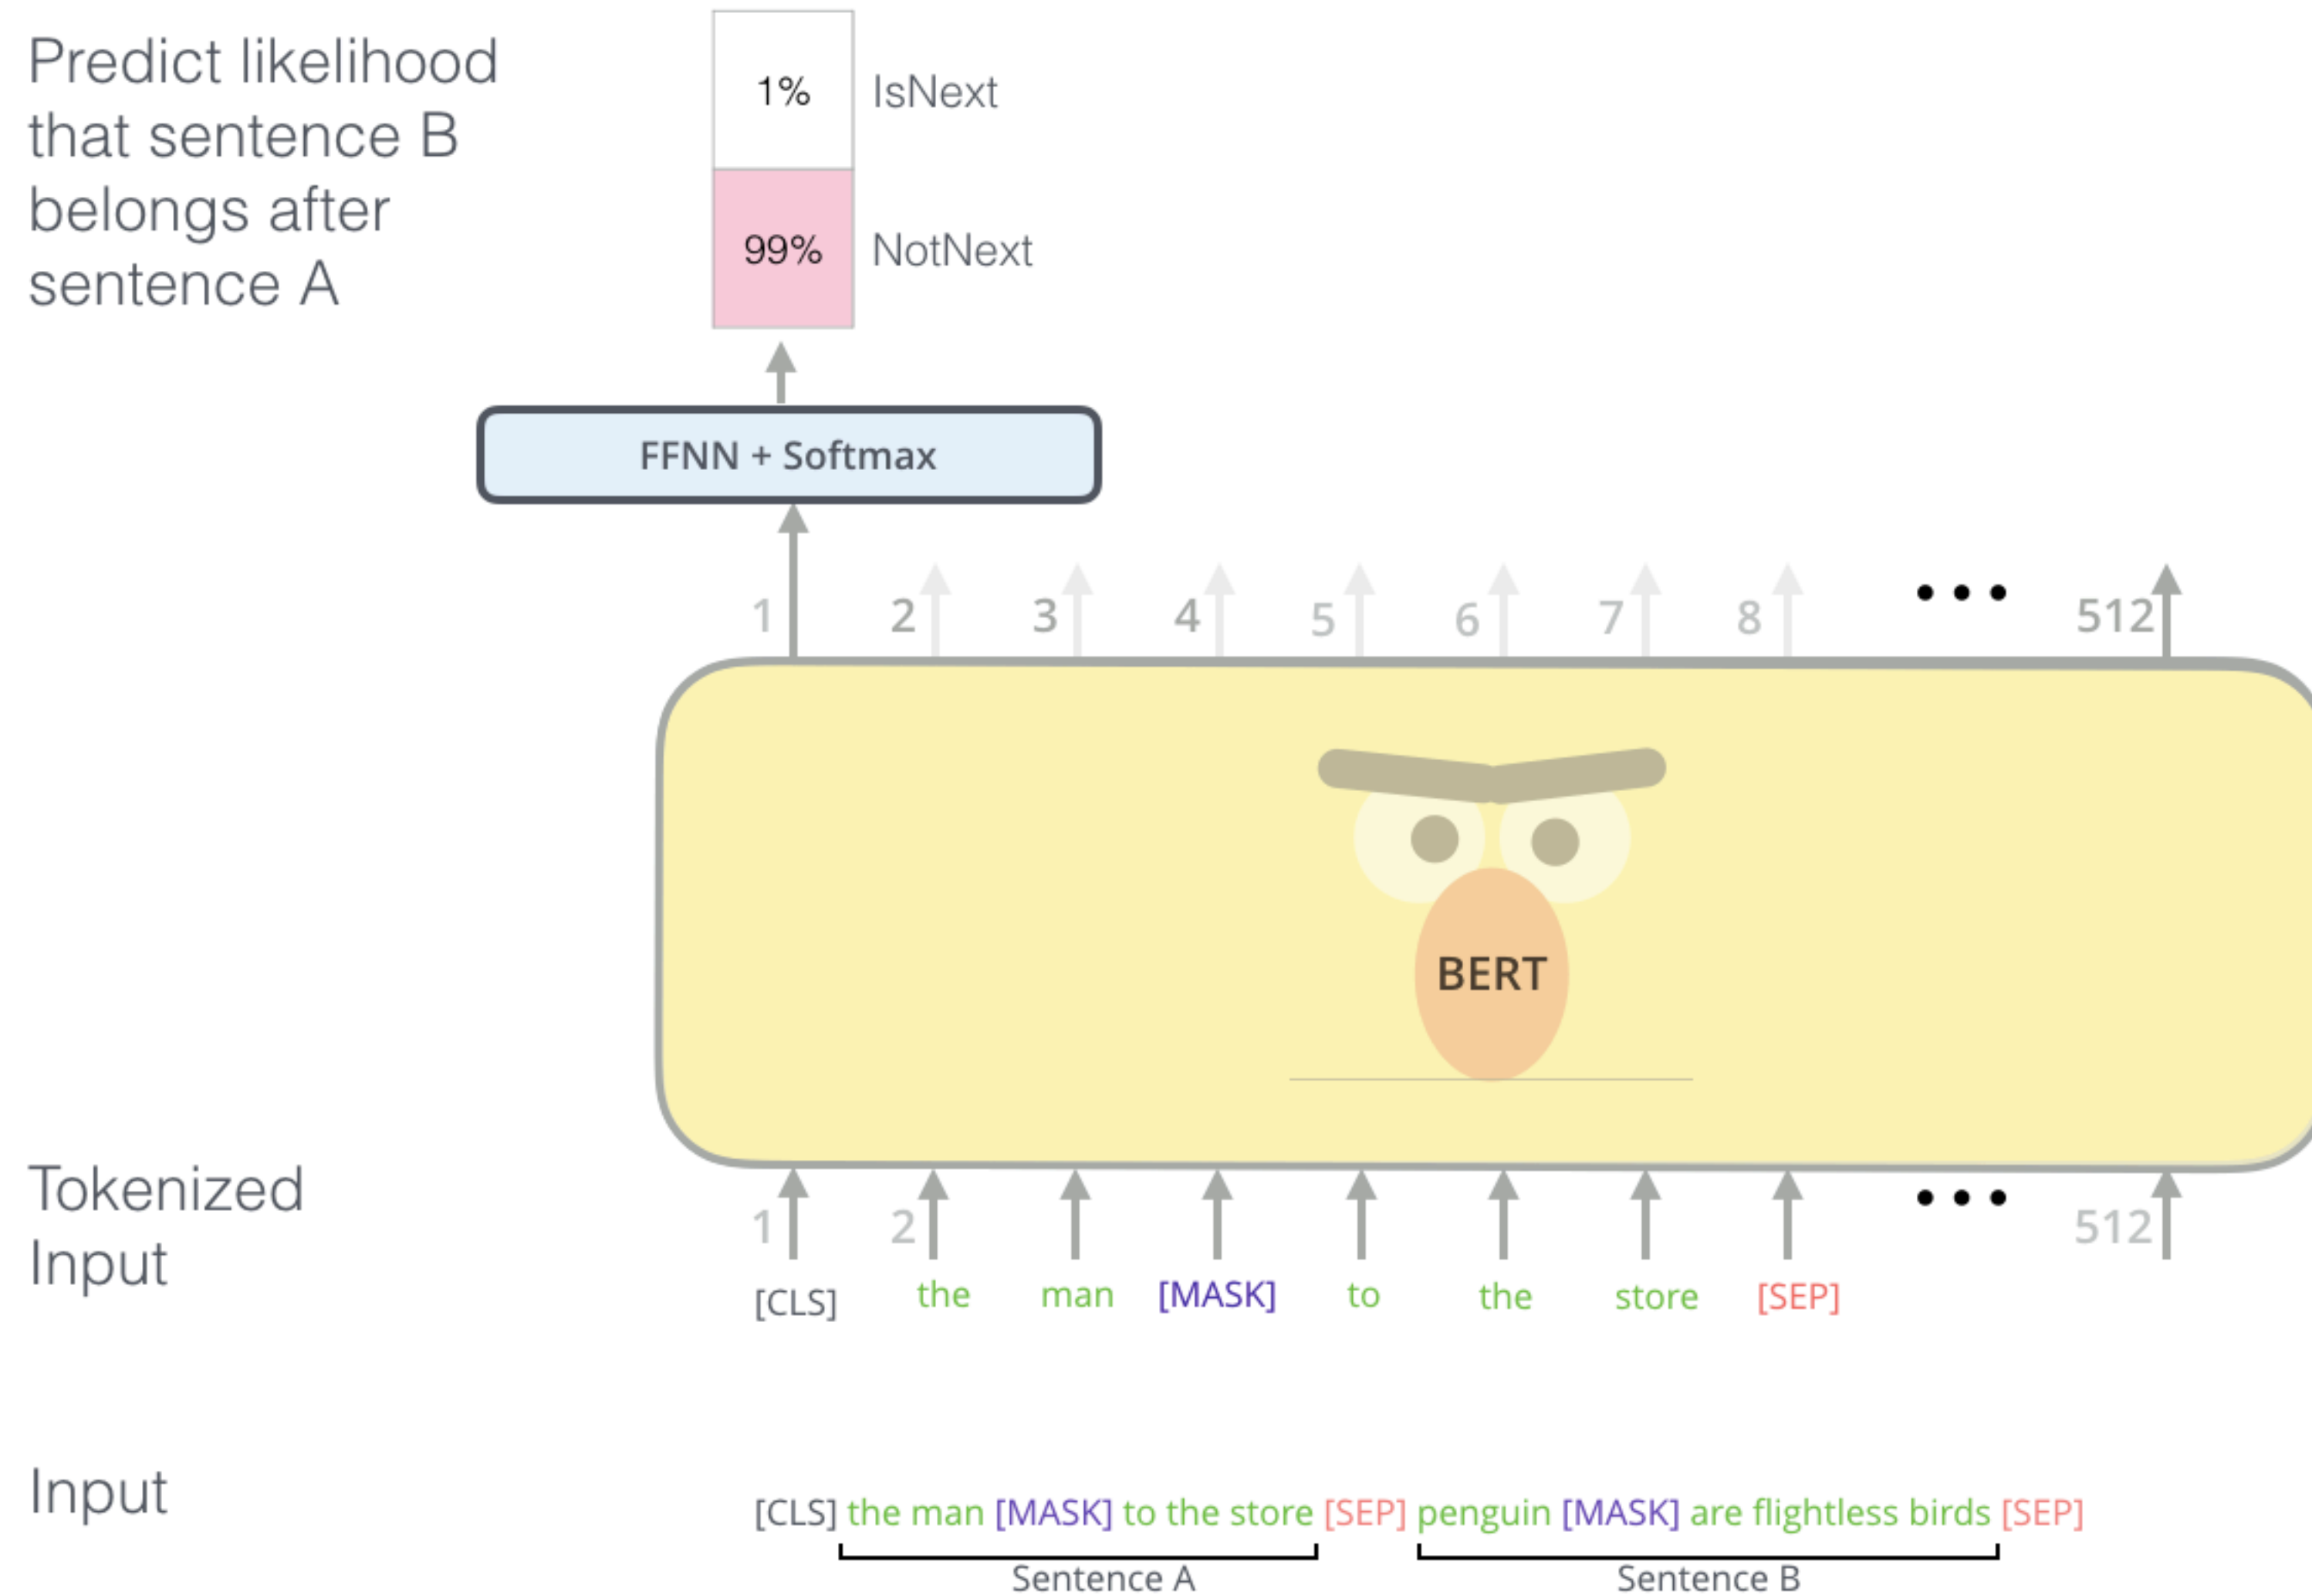 Predict likelihood
that sentence B
belongs after
sentence A
1% IsNext
99% NotNext
FFNN + Softmax
1 2 3 4 5 6 7 8 ••• 512
BERT
Tokenized
Input
1 2 ••• 512
[CLS] the man [MASK] to the store [SEP]
Input
[CLS] the man [MASK] to the store [SEP] penguin [MASK] are flightless birds [SEP]
Sentence A Sentence B